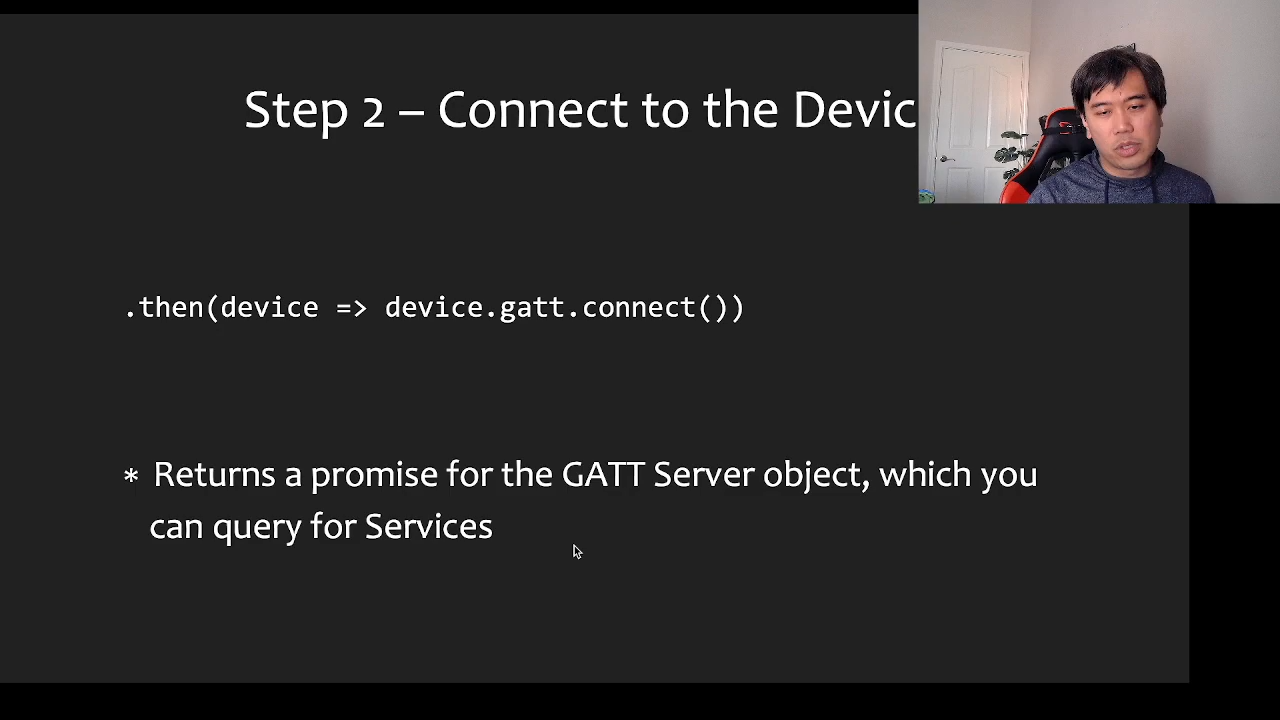 Step 2 – Connect to the Devic
.then(device => device.gatt.connect())
* Returns a promise for the GATT Server object, which you
can query for Services